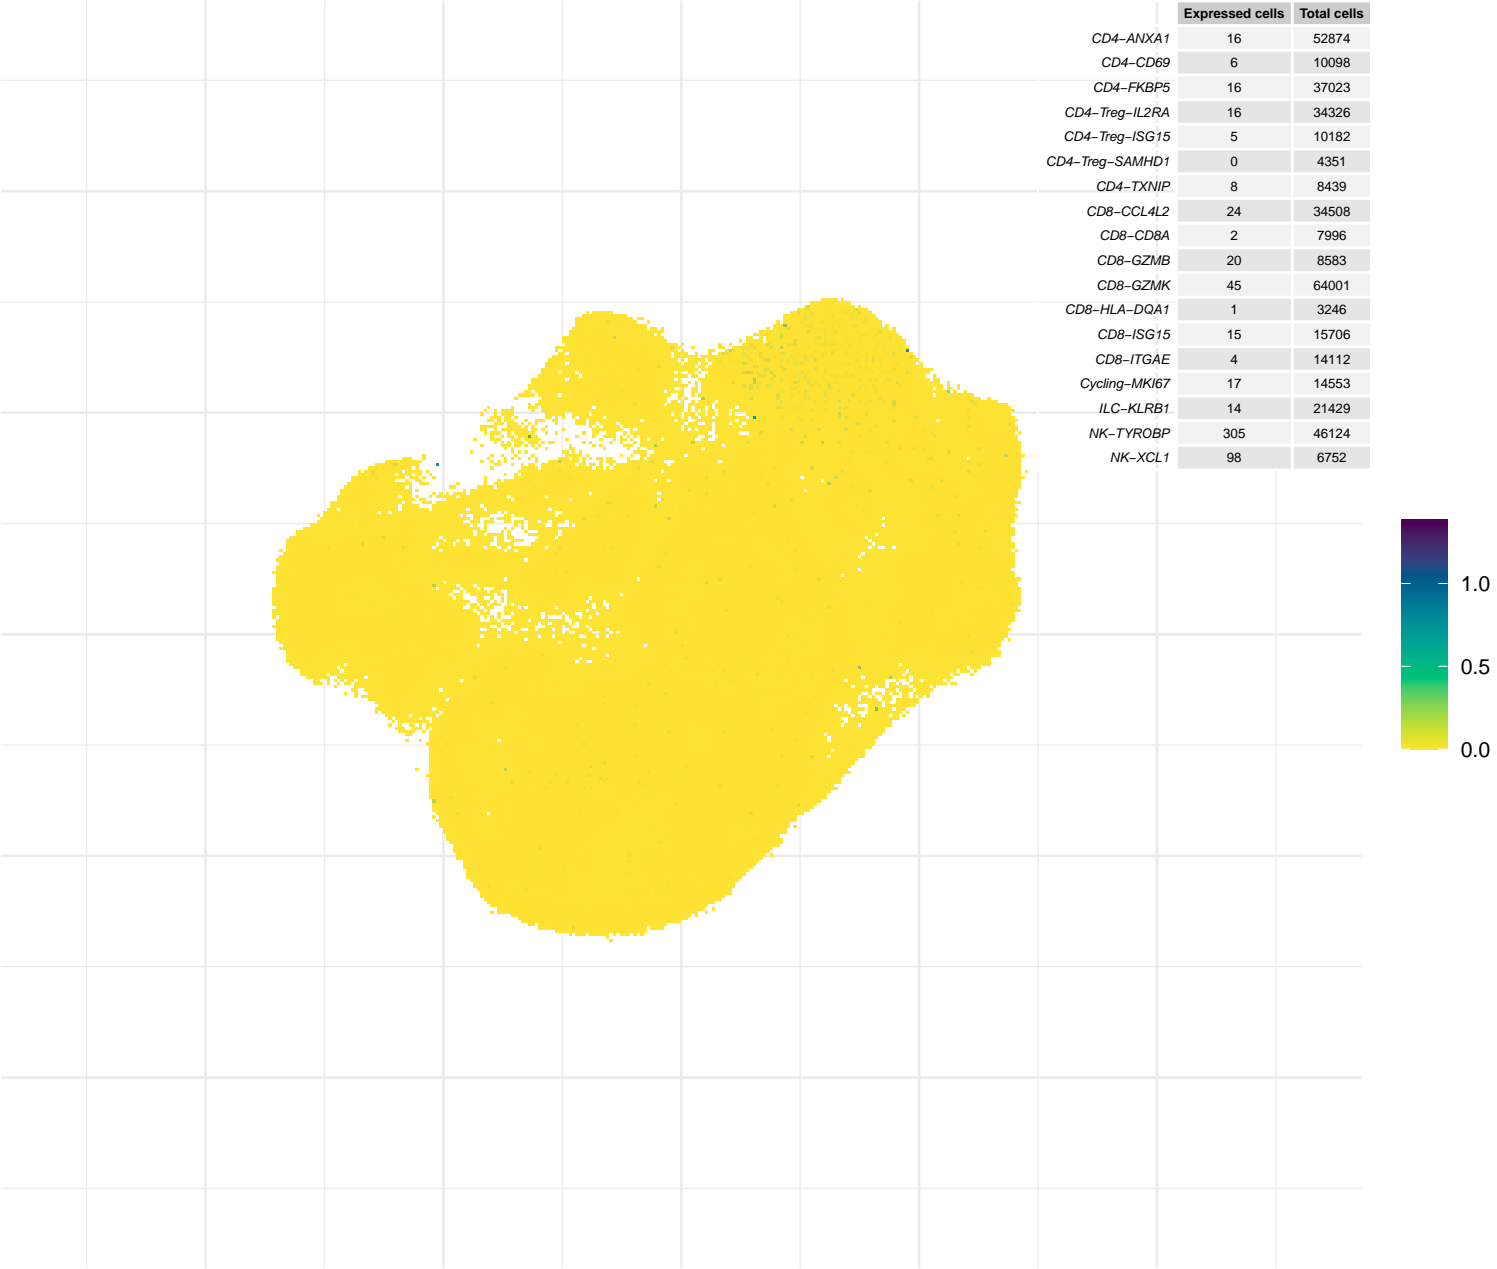 Expressed cells Total cells
CD4−ANXA1 16 52874
CD4−CD69 6 10098
CD4−FKBP5 16 37023
CD4−Treg−IL2RA 16 34326
CD4−Treg−ISG15 5 10182
CD4−Treg−SAMHD1 0 4351
CD4−TXNIP 8 8439
CD8−CCL4L2 24 34508
CD8−CD8A 2 7996
CD8−GZMB 20 8583
CD8−GZMK 45 64001
CD8−HLA−DQA1 1 3246
CD8−ISG15 15 15706
CD8−ITGAE 4 14112
Cycling−MKI67 17 14553
ILC−KLRB1 14 21429
NK−TYROBP 305 46124
NK−XCL1 98 6752
1.0
0.5
0.0